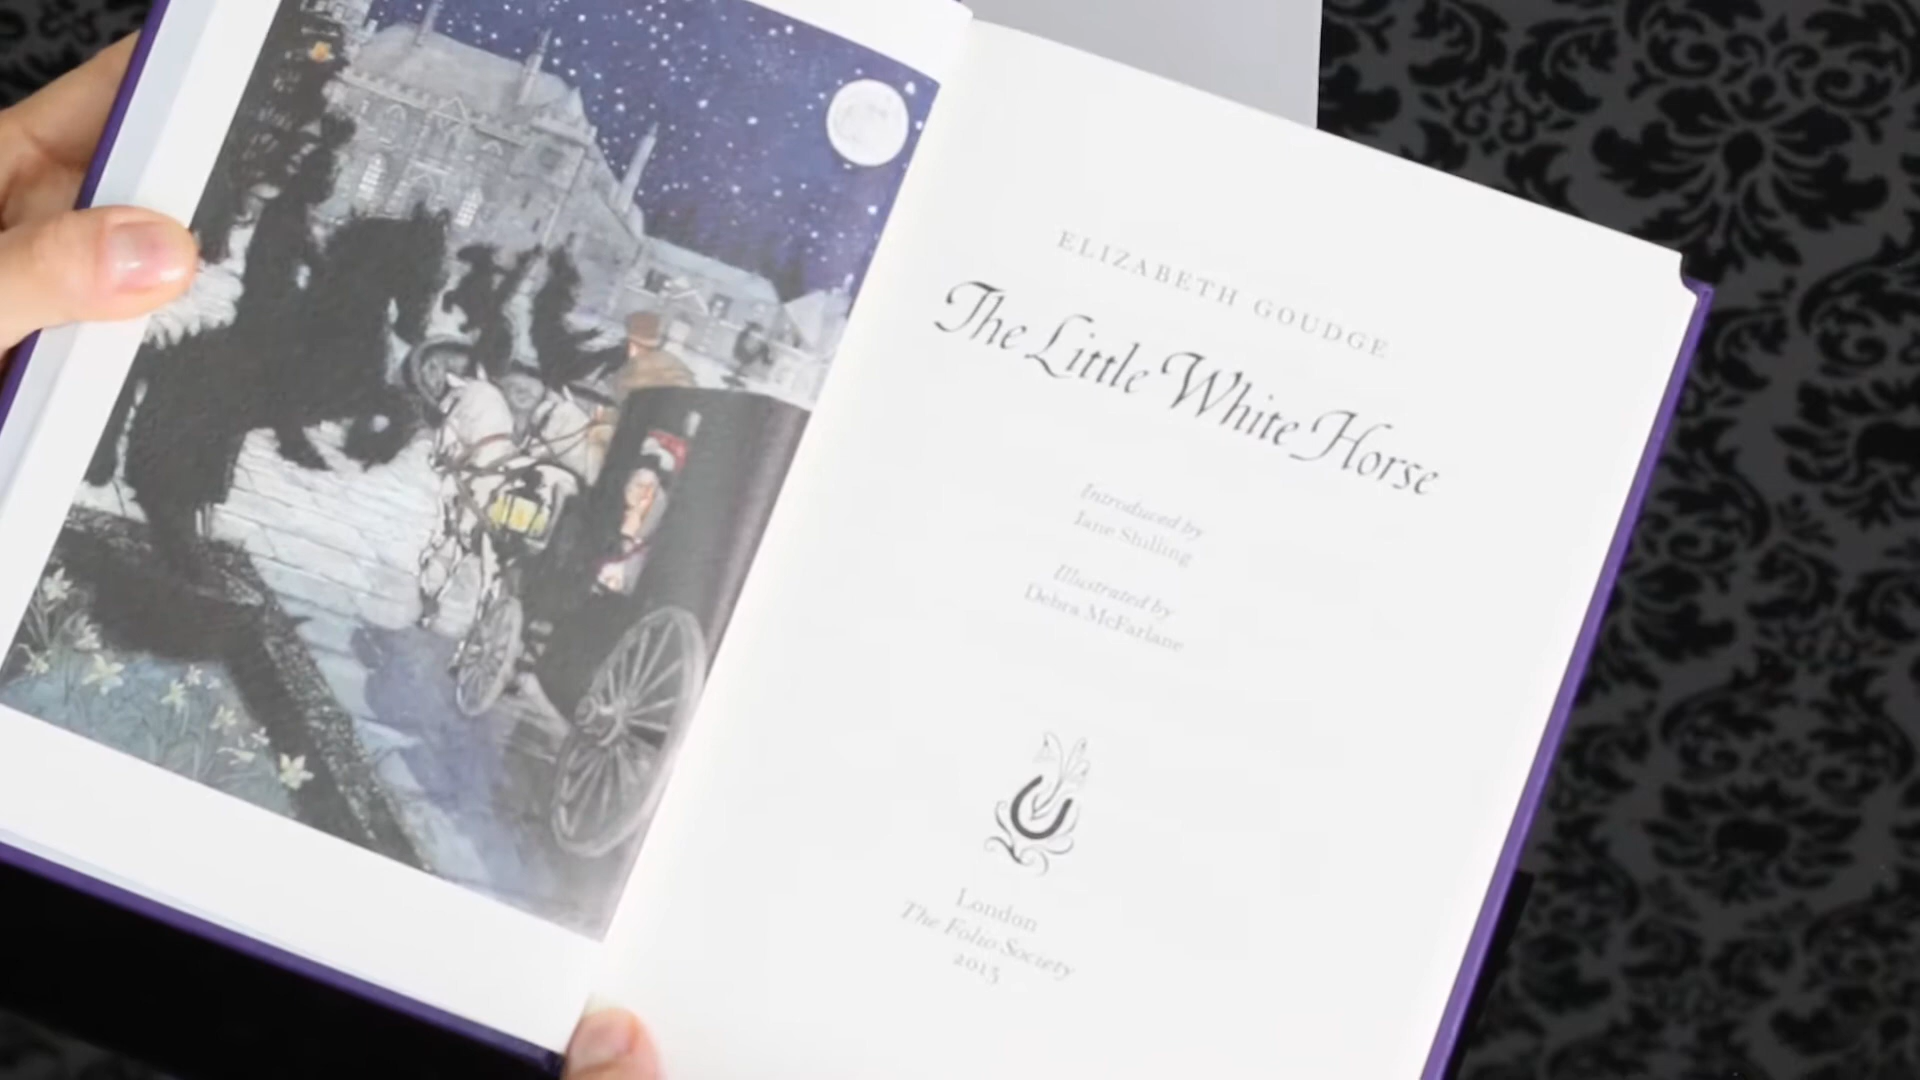 ELIZABETH GOUDGE
The Little White Horse
Introduced by
Jane Shilling
Illustrated by
Debra McFarlane
London
The Folio Society
2013